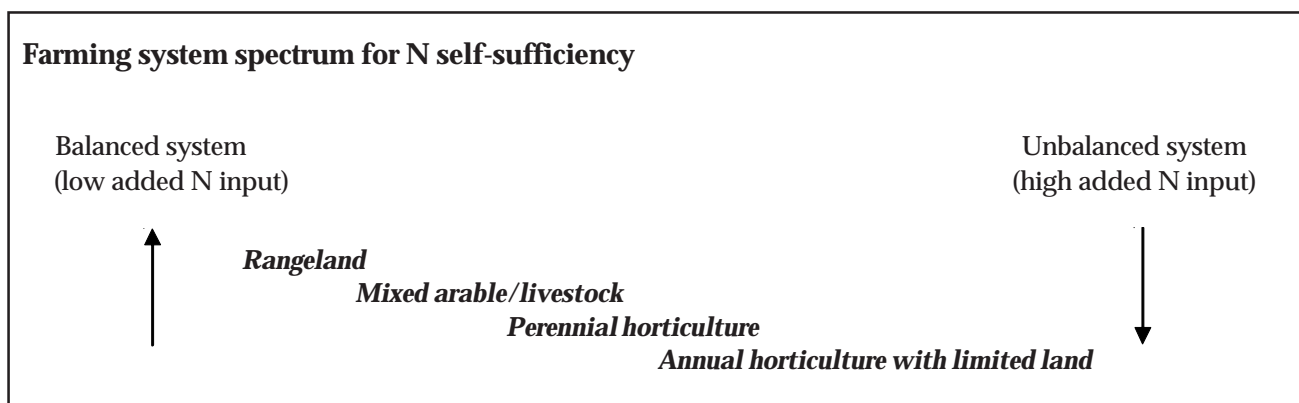 Farming system spectrum for N self-sufficiency
Balanced system
(low added N input)
Unbalanced system
(high added N input)
Rangeland
Mixed arable/livestock
Perennial horticulture
Annual horticulture with limited land